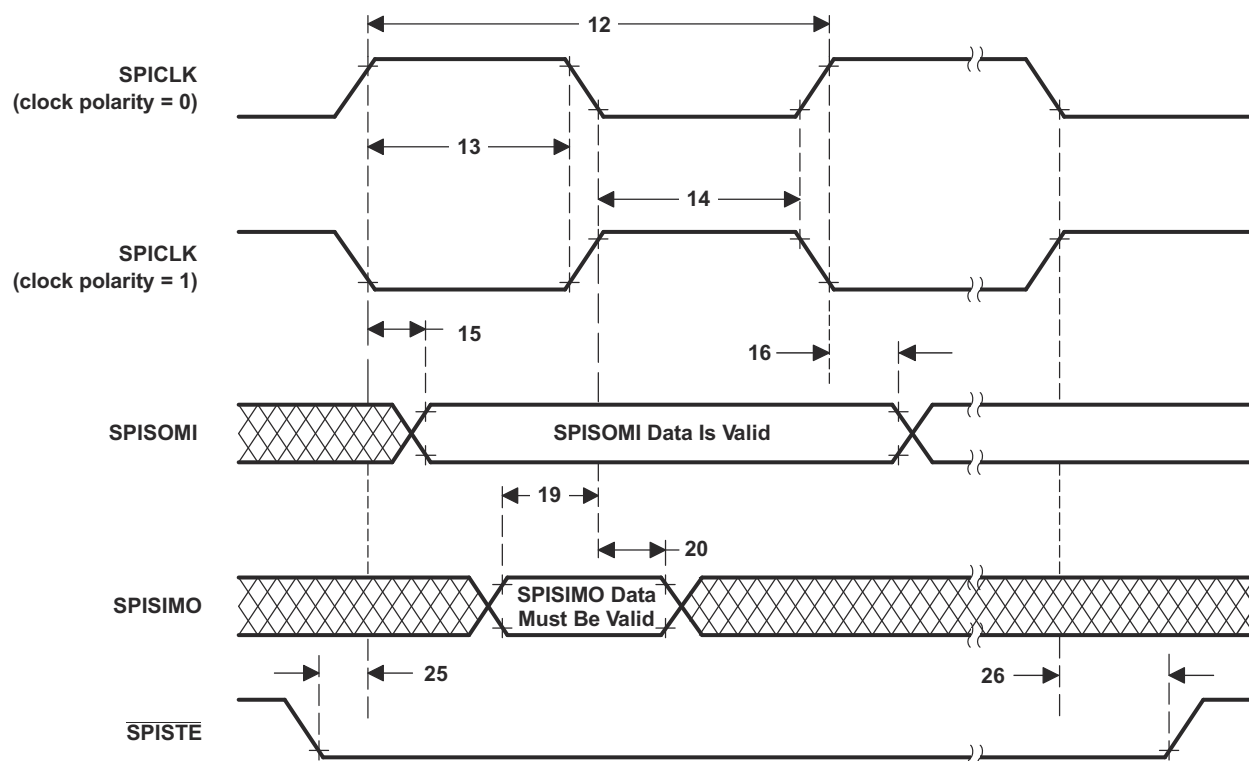 12
SPICLK
(clock polarity = 0)
13
14
SPICLK
(clock polarity = 1)
15
16
SPISOMI
SPISOMI Data Is Valid
19
20
SPISIMO
SPISIMO Data
Must Be Valid
25
26
SPISTE